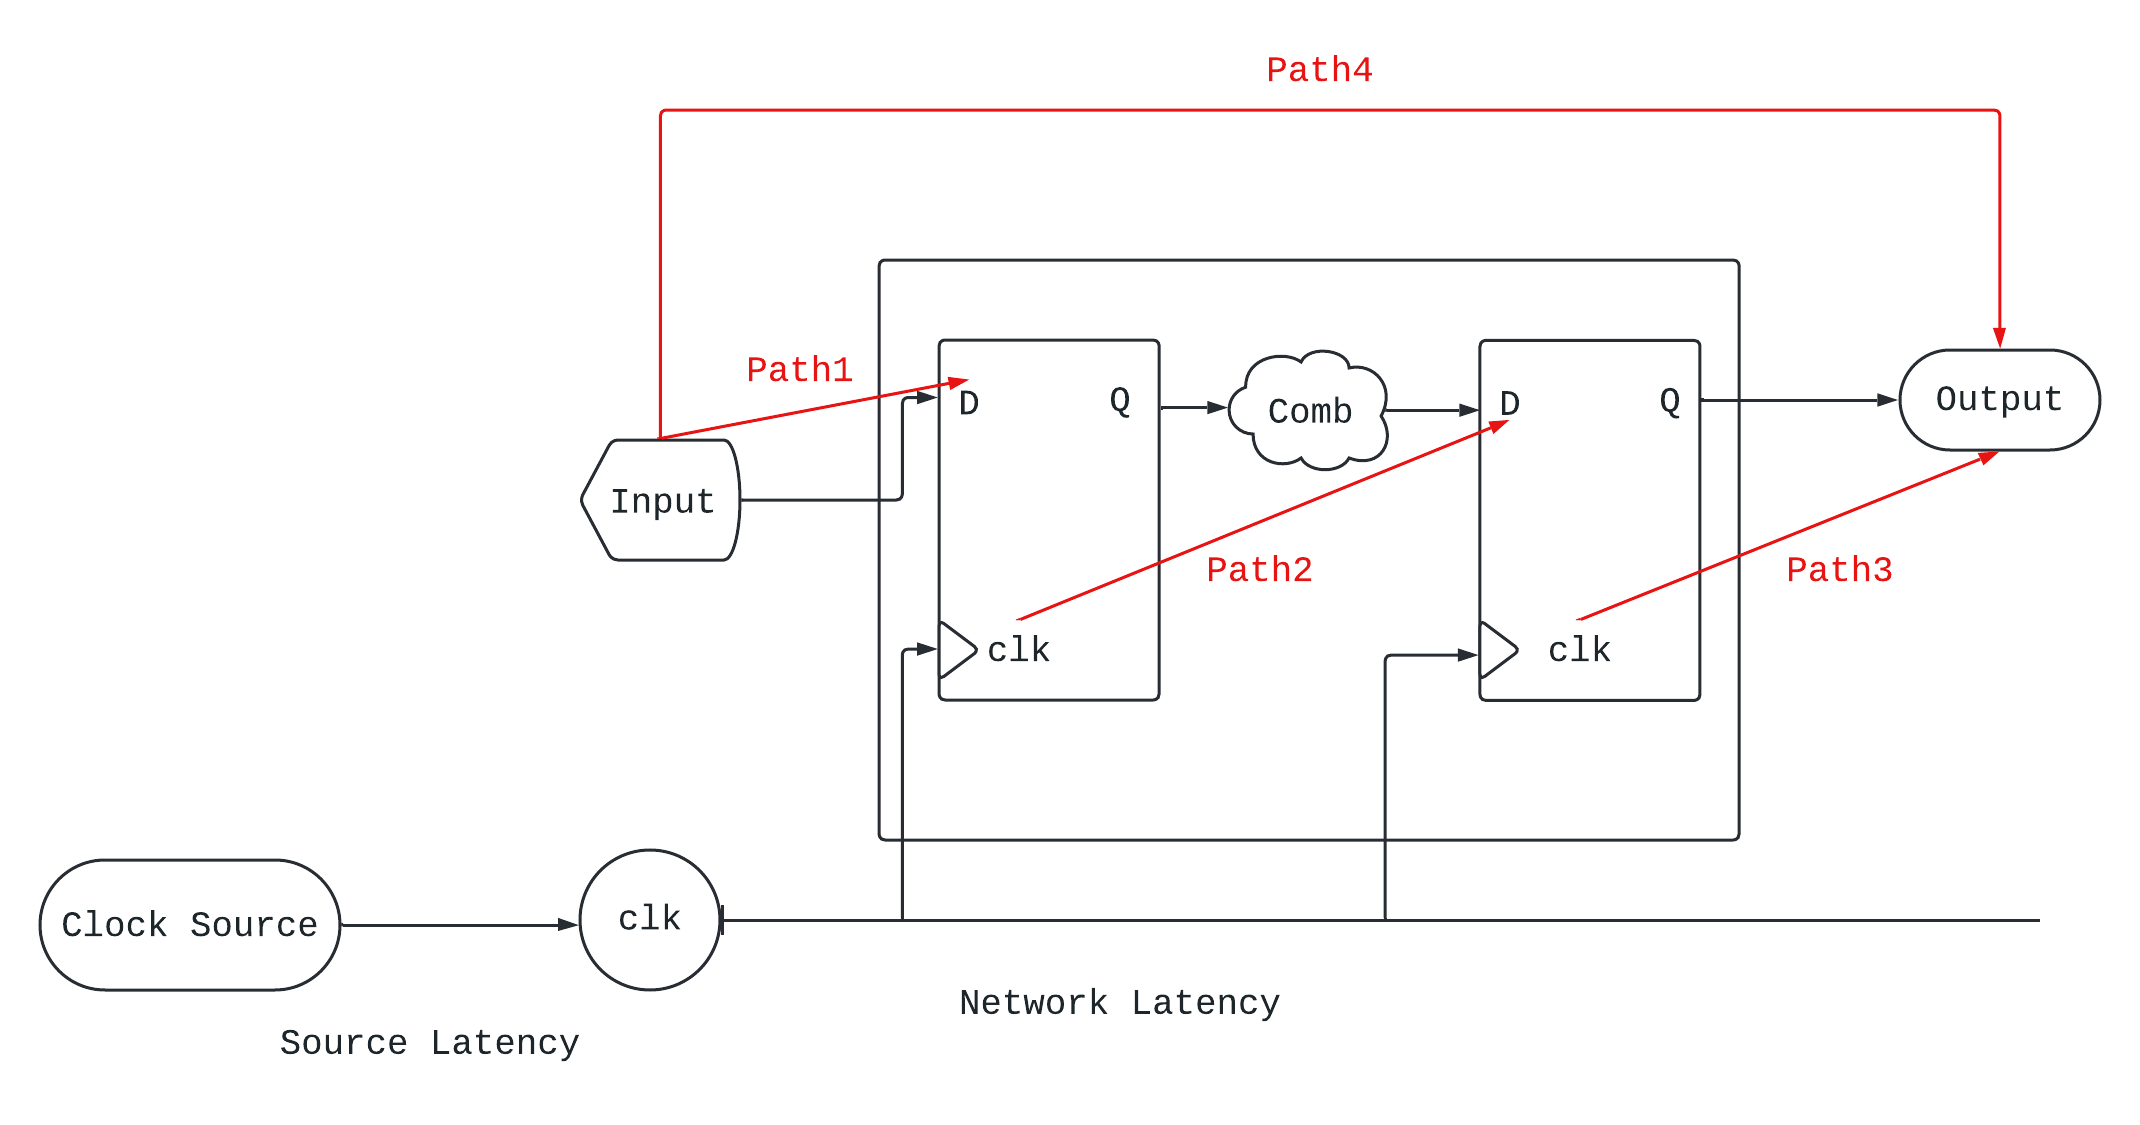 Path4
Path1
D
Q
Comb
D
Q
Output
Input
Path2
Path3
clk
clk
Clock Source
clk
Network Latency
Source Latency